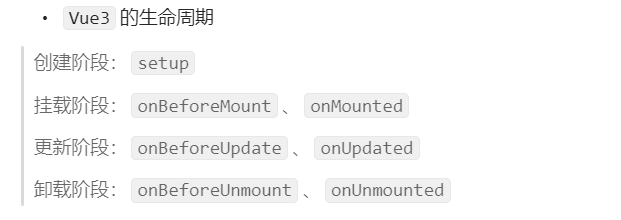 • Vue3 的生命周期
创建阶段： setup
挂载阶段： onBeforeMount 、 onMounted
更新阶段： onBeforeUpdate 、 onUpdated
卸载阶段： onBeforeUnmount 、 onUnmounted